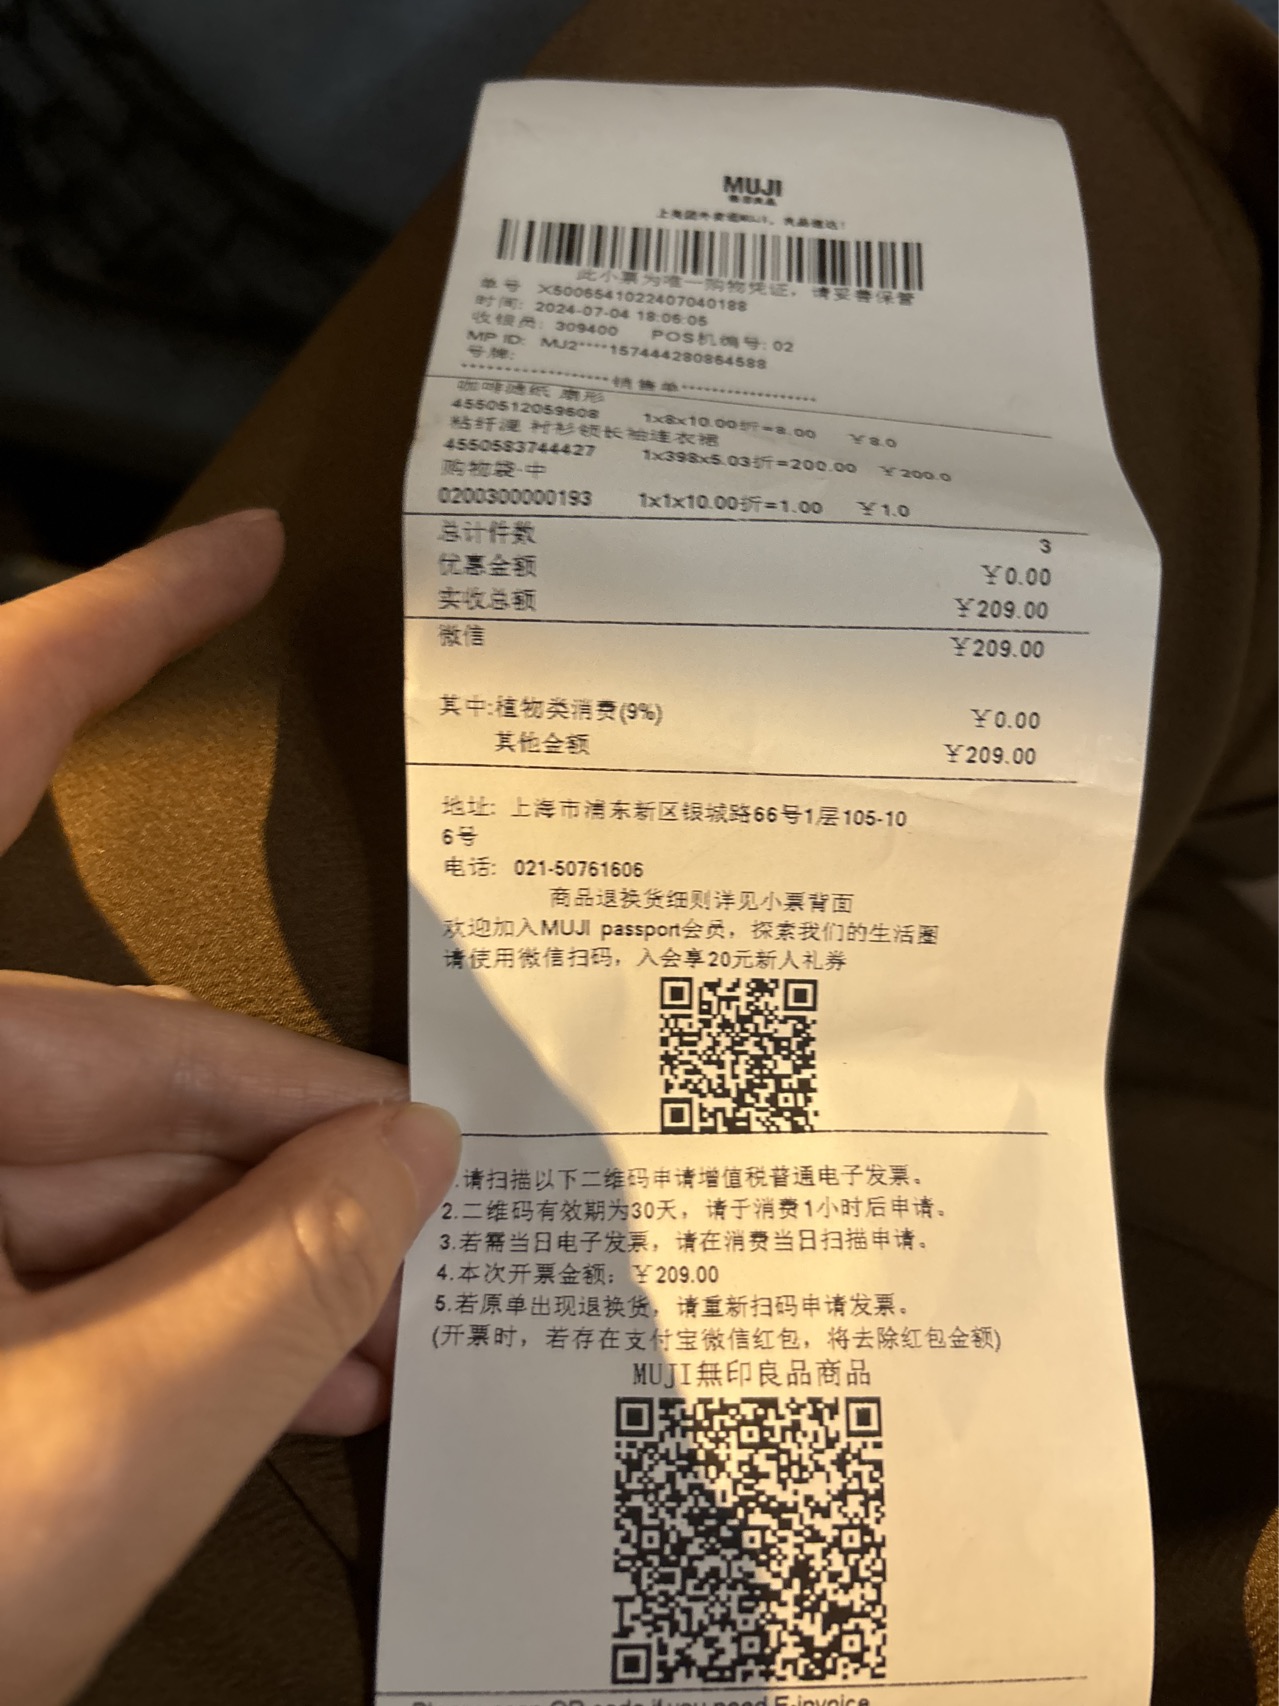 MUJI
無印良品
此小票为唯一购物凭证，请妥善保管
单号 X5006541022407040188
时间: 2024-07-04 18:06:05
收银员: 309400 POS机编号: 02
MP ID: MJ2****157444280864588
号牌:
销售单
咖啡滤纸 扇形
4550512059608 1x8x10.00折=8.00 ￥8.0
粘纤混 衬衫领长袖连衣裙
4550583744427 1x398x5.03折=200.00 ￥200.0
购物袋·中
0200300000193 1x1x10.00折=1.00 ￥1.0
总计件数 3
优惠金额 ￥0.00
实收总额 ￥209.00
微信 ￥209.00
其中:植物类消费(9%) ￥0.00
其他金额 ￥209.00
地址: 上海市浦东新区银城路66号1层105-10
6号
电话: 021-50761606
商品退换货细则详见小票背面
欢迎加入MUJI passport会员，探索我们的生活圈
请使用微信扫码，入会享20元新人礼券
.请扫描以下二维码申请增值税普通电子发票。
2.二维码有效期为30天，请于消费1小时后申请。
3.若需当日电子发票，请在消费当日扫描申请。
4.本次开票金额: ￥209.00
5.若原单出现退换货，请重新扫码申请发票。
(开票时，若存在支付宝微信红包，将去除红包金额)
MUJI無印良品商品
QR code if you need E-invoice